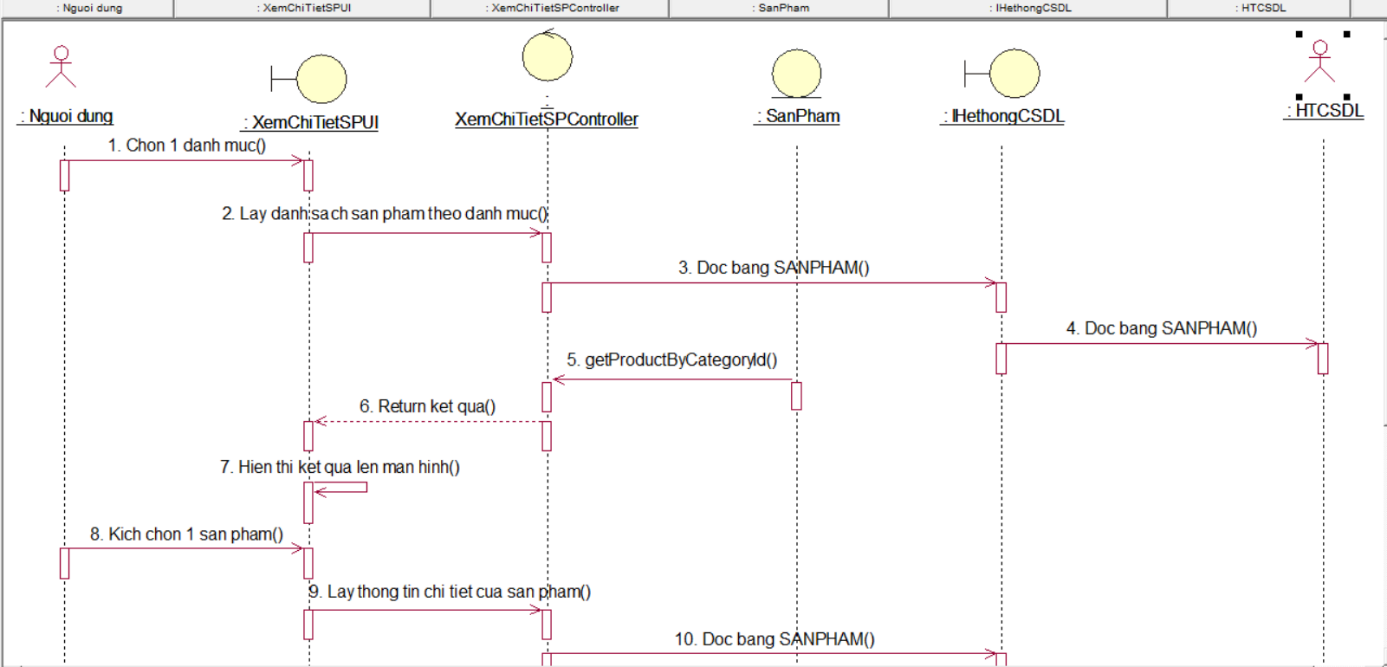 : Nguoi dung
: XemChiTietSPUI
: XemChiTietSPController
: SanPham
: IHethongCSDL
: HTCSDL
: Nguoi dung
: XemChiTietSPUI
:
XemChiTietSPController
: SanPham
: IHethongCSDL
: HTCSDL
1. Chon 1 danh muc()
2. Lay danh sach san pham theo danh muc()
3. Doc bang SANPHAM()
4. Doc bang SANPHAM()
5. getProductByCategoryId()
6. Return ket qua()
7. Hien thi ket qua len man hinh()
8. Kich chon 1 san pham()
9. Lay thong tin chi tiet cua san pham()
10. Doc bang SANPHAM()